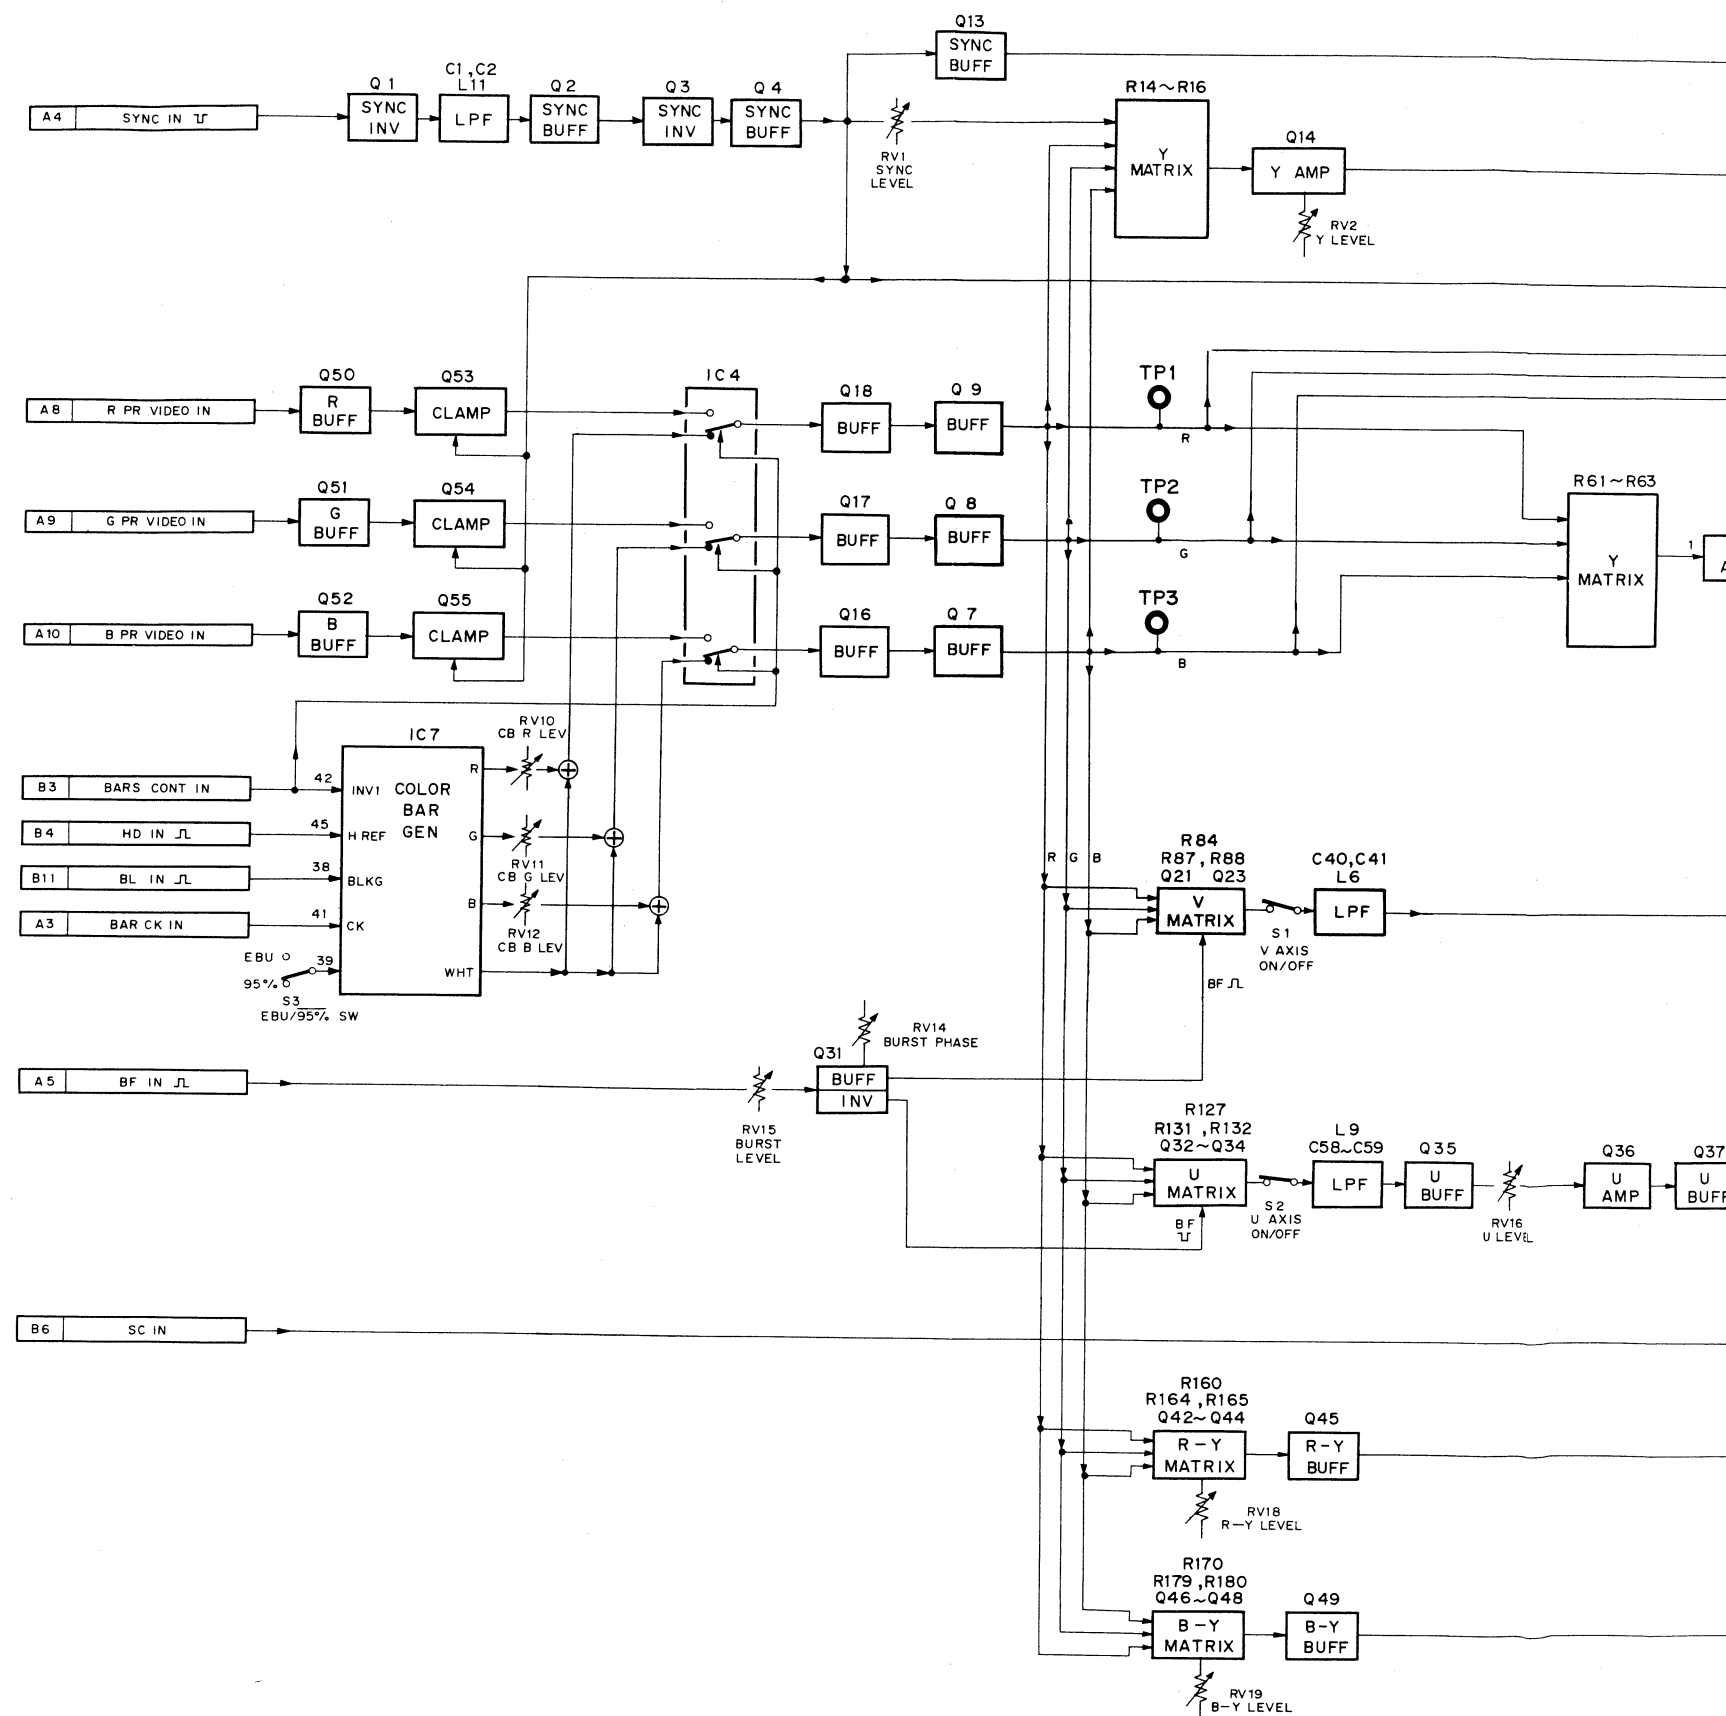 Q13
SYNC
BUFF
C1,C2
L11
Q1
Q2
Q3
Q4
R14~R16
A4 SYNC IN
SYNC
INV
LPF
SYNC
BUFF
SYNC
INV
SYNC
BUFF
RV1
SYNC
LEVEL
Y
MATRIX
Q14
Y AMP
RV2
Y LEVEL
A8 R PR VIDEO IN
Q50
R
BUFF
Q53
CLAMP
IC4
Q18
BUFF
Q9
BUFF
TP1
R
A9 G PR VIDEO IN
Q51
G
BUFF
Q54
CLAMP
Q17
BUFF
Q8
BUFF
TP2
G
R61~R63
Y
MATRIX
1
A
A10 B PR VIDEO IN
Q52
B
BUFF
Q55
CLAMP
Q16
BUFF
Q7
BUFF
TP3
B
IC7
COLOR
BAR
GEN
RV10
CB R LEV
B3 BARS CONT IN
42
INV1
R
B4 HD IN
45
H REF
G
RV11
CB G LEV
B11 BL IN
38
BLKG
B
RV12
CB B LEV
A3 BAR CK IN
41
CK
WHT
EBU
39
95%
S3
EBU/95% SW
R G B
R84
R87,R88
Q21 Q23
V
MATRIX
S1
V AXIS
ON/OFF
C40,C41
L6
LPF
BF
RV14
BURST PHASE
A5 BF IN
RV15
BURST
LEVEL
Q31
BUFF
INV
R127
R131,R132
Q32~Q34
U
MATRIX
BF
S2
U AXIS
ON/OFF
L9
C58~C59
LPF
Q35
U
BUFF
RV16
U LEVEL
Q36
U
AMP
Q37
U
BUFF
B6 SC IN
R160
R164,R165
Q42~Q44
R-Y
MATRIX
Q45
R-Y
BUFF
RV18
R-Y LEVEL
R170
R179,R180
Q46~Q48
B-Y
MATRIX
Q49
B-Y
BUFF
RV19
B-Y LEVEL